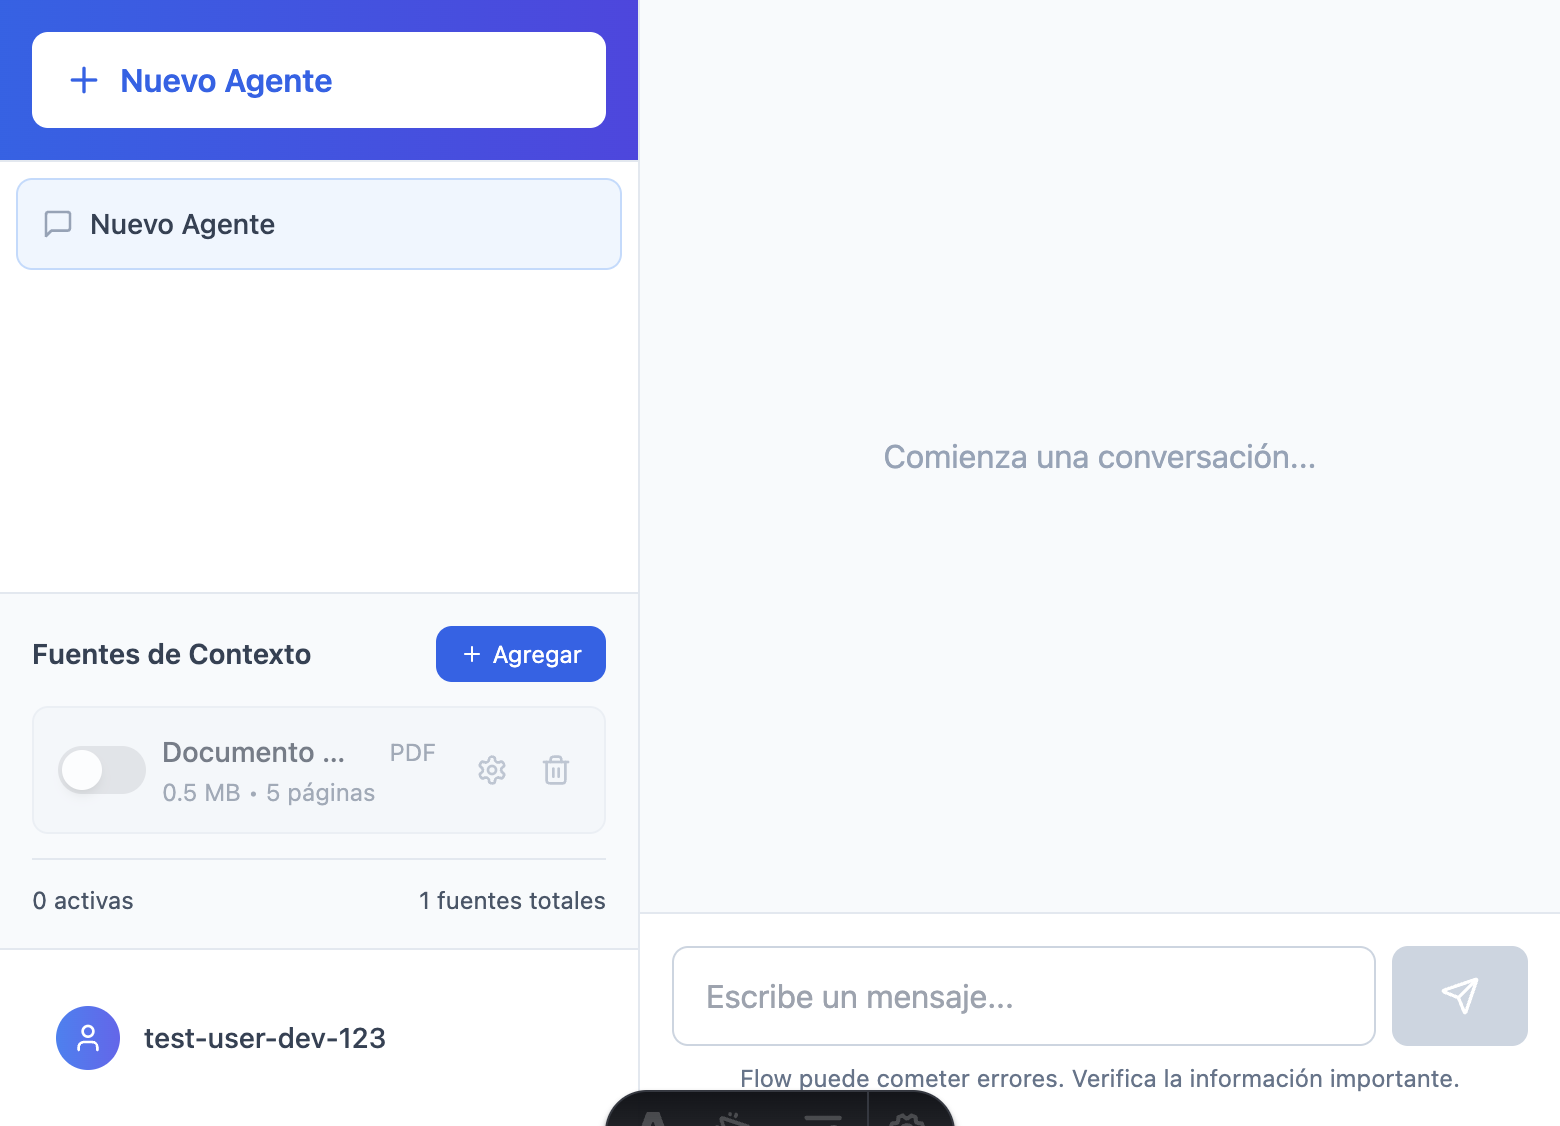 Nuevo Agente
Nuevo Agente
Fuentes de Contexto
Agregar
Documento ... PDF
0.5 MB • 5 páginas
0 activas
1 fuentes totales
test-user-dev-123
Comienza una conversación...
Escribe un mensaje...
Flow puede cometer errores. Verifica la información importante.